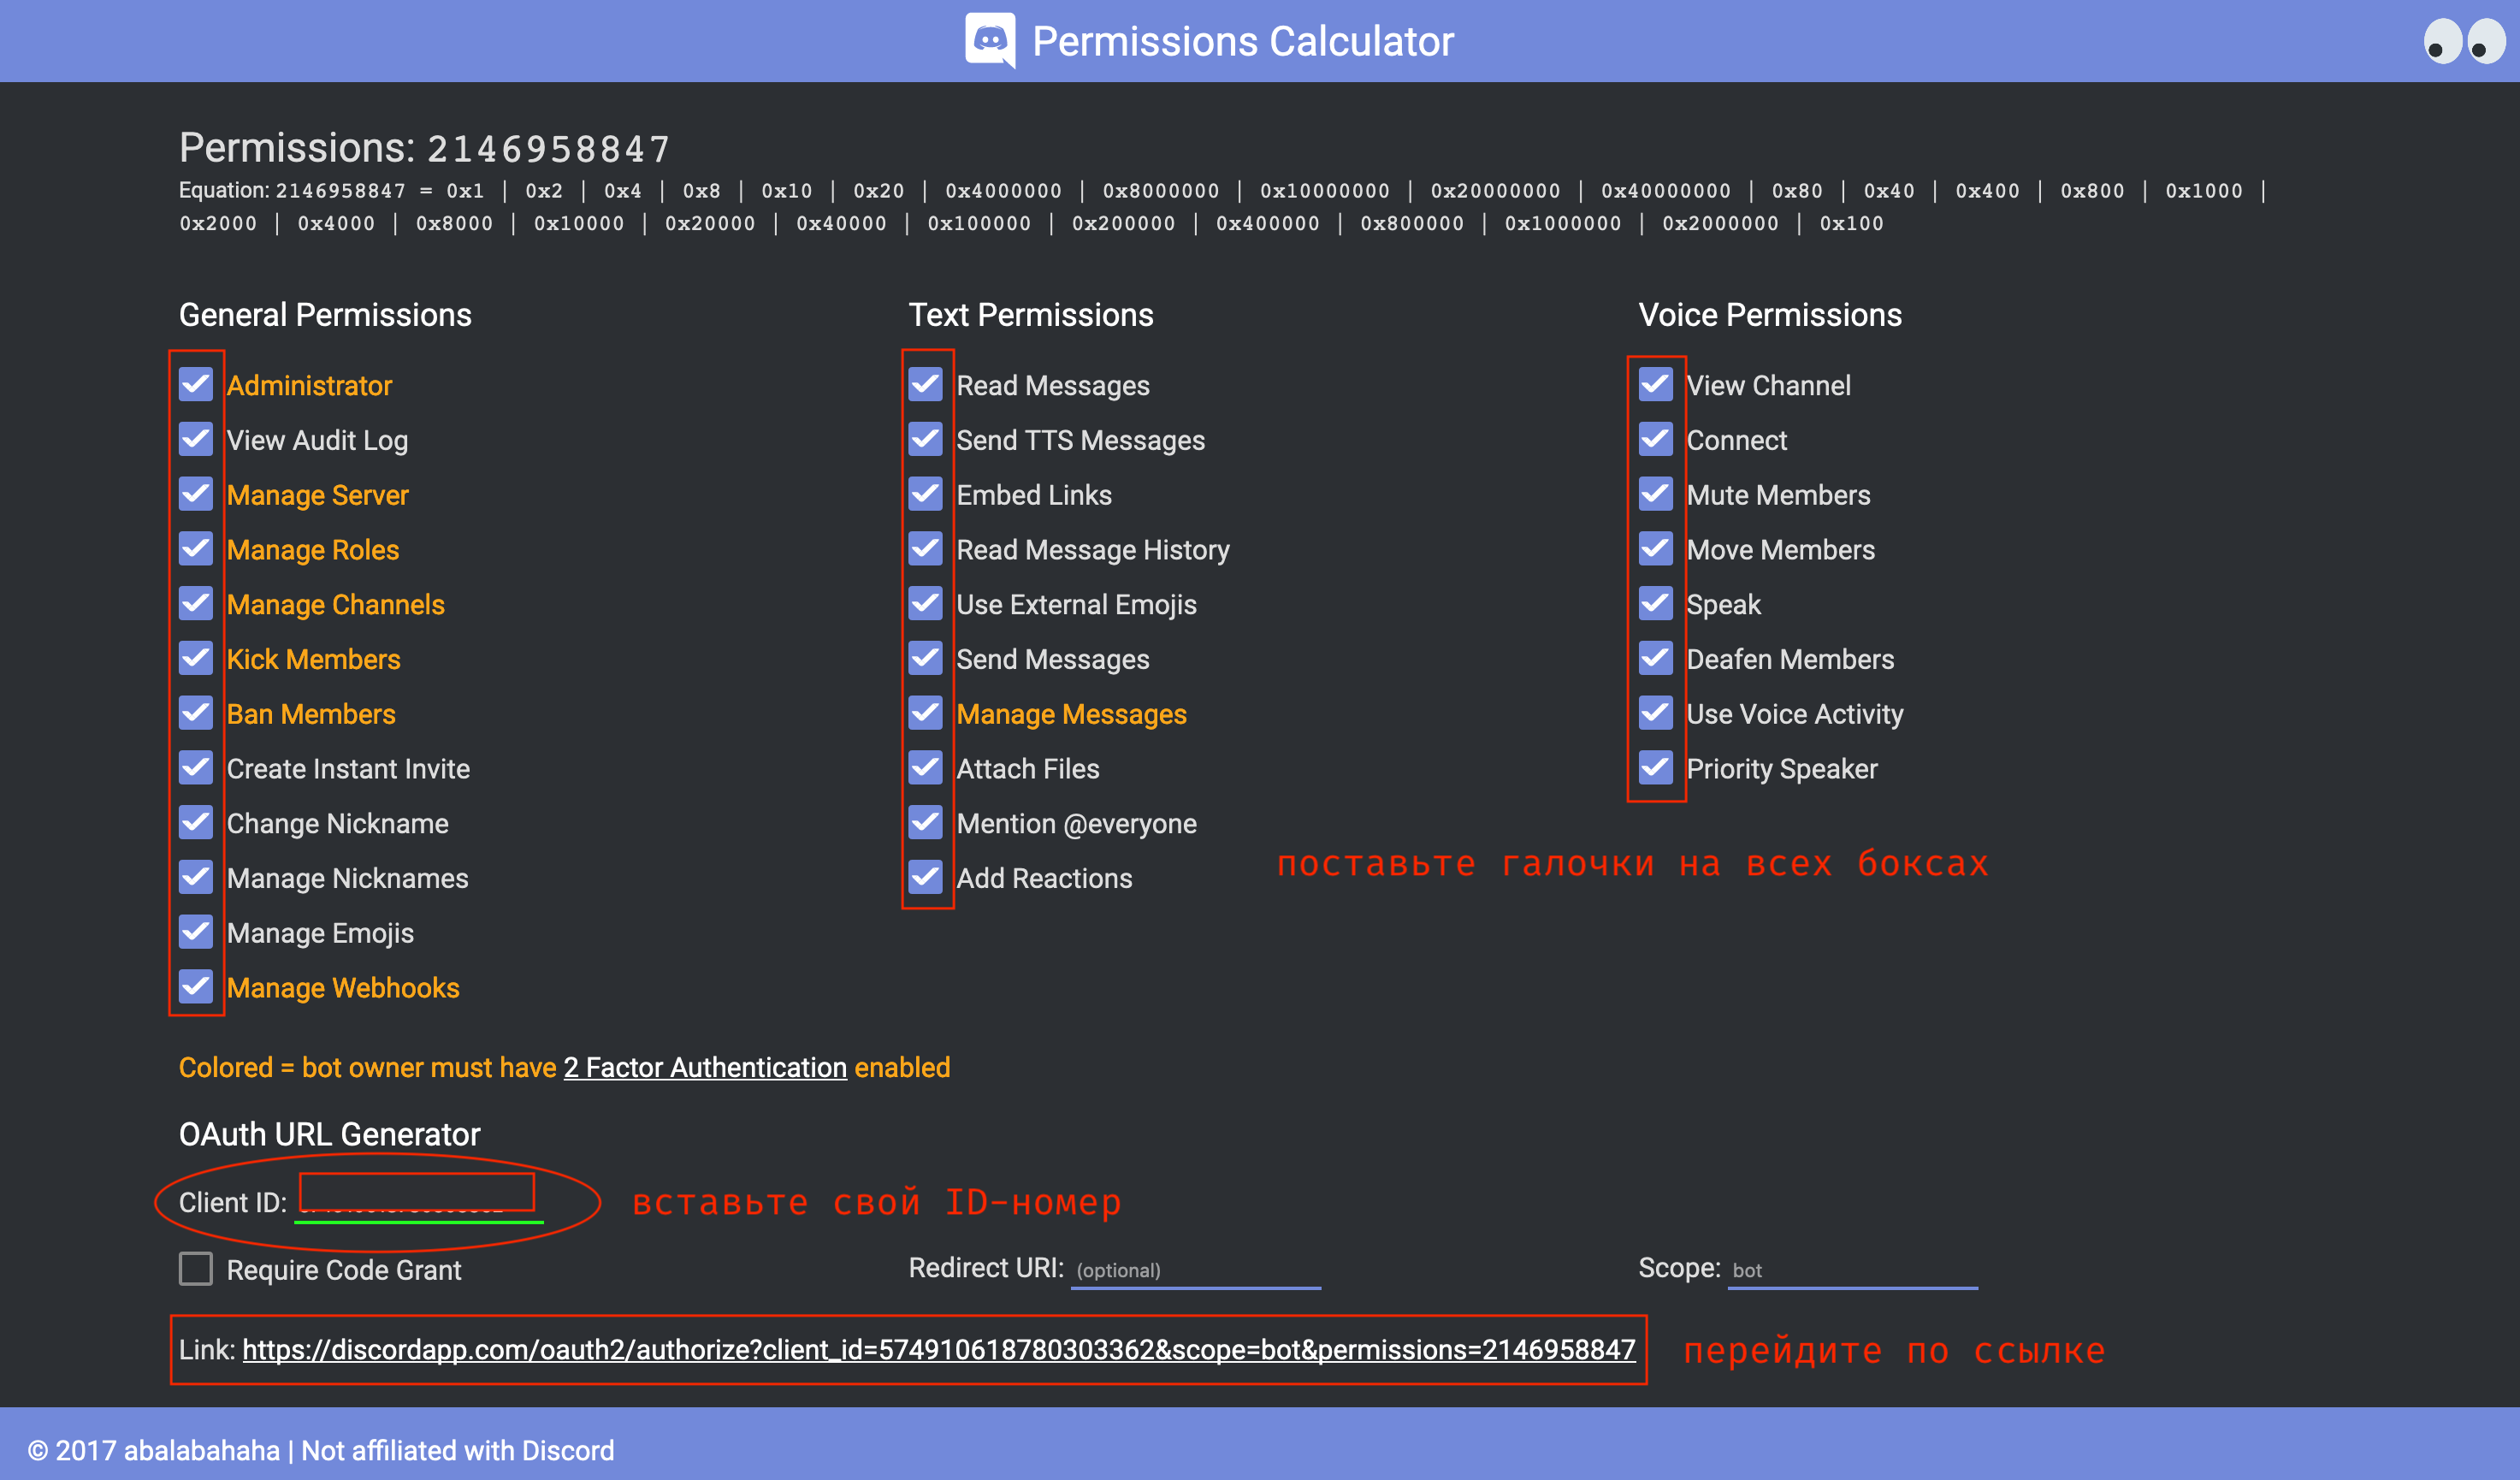 Permissions Calculator
Permissions: 2146958847
Equation: 2146958847 = 0x1 | 0x2 | 0x4 | 0x8 | 0x10 | 0x20 | 0x4000000 | 0x8000000 | 0x10000000 | 0x20000000 | 0x40000000 | 0x80 | 0x40 | 0x400 | 0x800 | 0x1000 |
0x2000 | 0x4000 | 0x8000 | 0x10000 | 0x20000 | 0x40000 | 0x100000 | 0x200000 | 0x400000 | 0x800000 | 0x1000000 | 0x2000000 | 0x100
General Permissions
Administrator
View Audit Log
Manage Server
Manage Roles
Manage Channels
Kick Members
Ban Members
Create Instant Invite
Change Nickname
Manage Nicknames
Manage Emojis
Manage Webhooks
Text Permissions
Read Messages
Send TTS Messages
Embed Links
Read Message History
Use External Emojis
Send Messages
Manage Messages
Attach Files
Mention @everyone
Add Reactions
Voice Permissions
View Channel
Connect
Mute Members
Move Members
Speak
Deafen Members
Use Voice Activity
Priority Speaker
поставьте галочки на всех боксах
Colored = bot owner must have 2 Factor Authentication enabled
OAuth URL Generator
Client ID:
вставьте свой ID-номер
Require Code Grant
Redirect URI: (optional)
Scope: bot
Link: https://discordapp.com/oauth2/authorize?client_id=574910618780303362&scope=bot&permissions=2146958847
перейдите по ссылке
© 2017 abalabahaha | Not affiliated with Discord